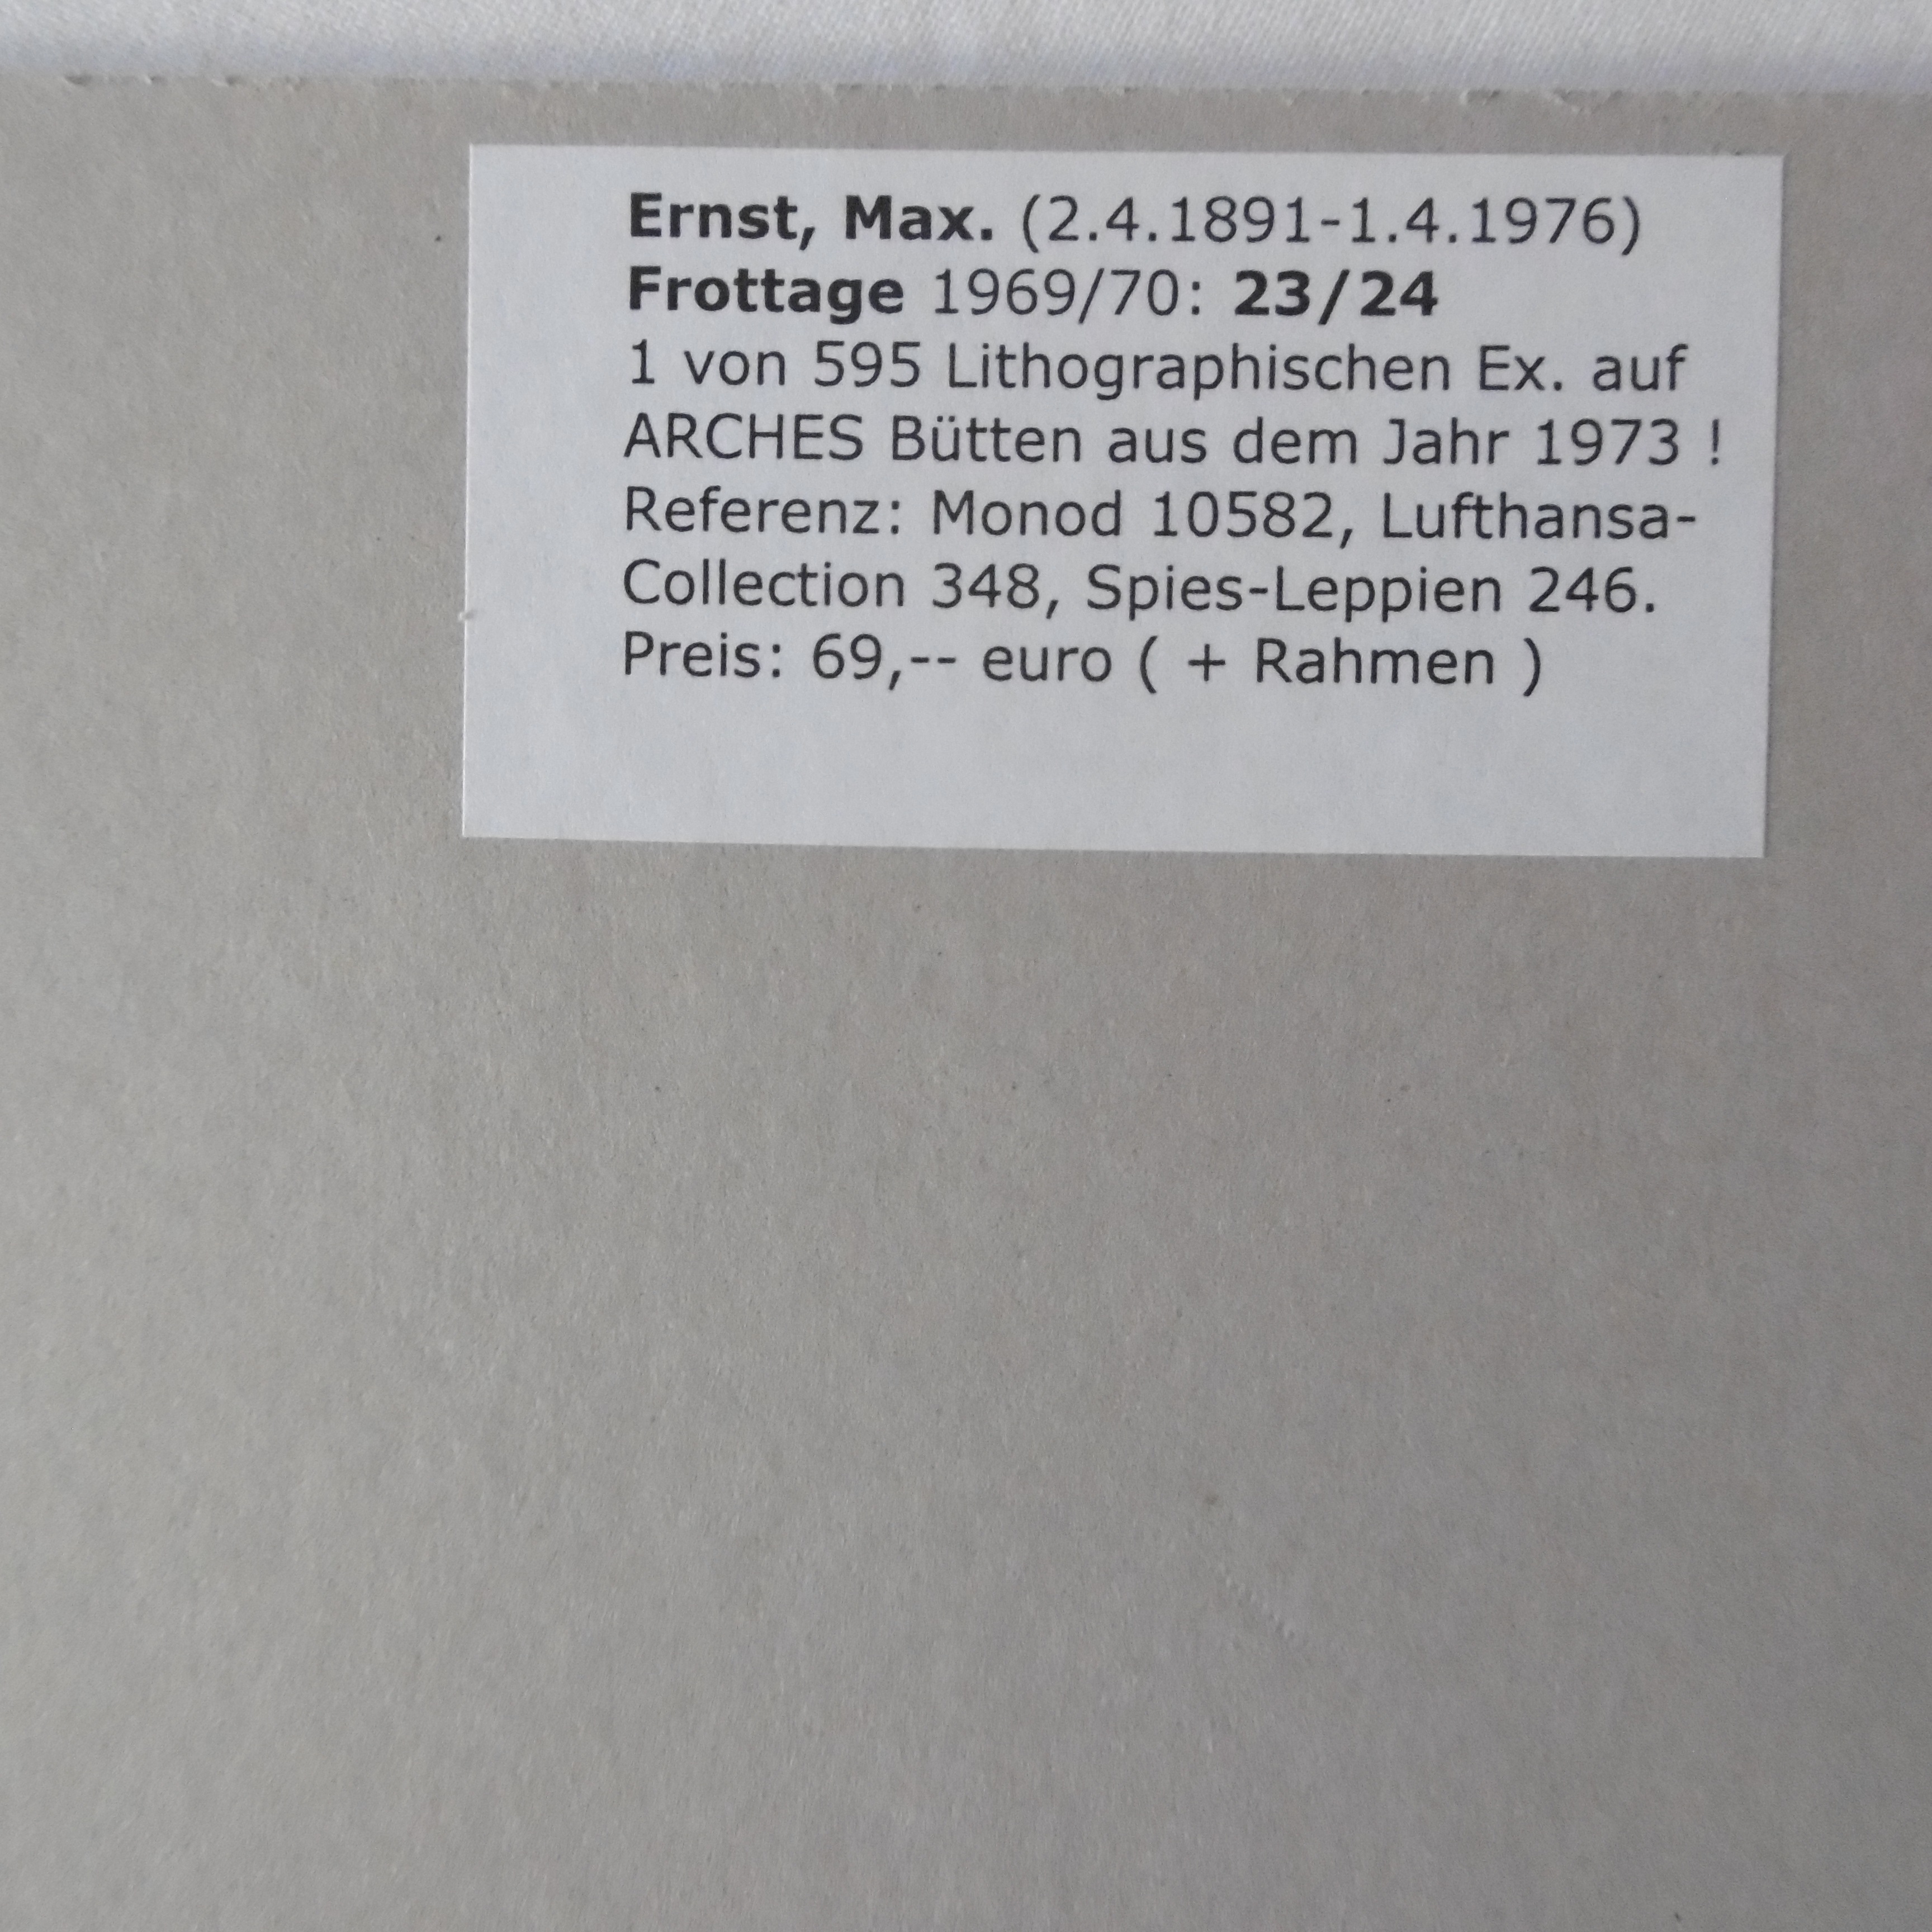 Ernst, Max. (2.4.1891-1.4.1976)
Frottage 1969/70: 23/24
1 von 595 Lithographischen Ex. auf
ARCHES Bütten aus dem Jahr 1973 !
Referenz: Monod 10582, Lufthansa-
Collection 348, Spies-Leppien 246.
Preis: 69,-- euro ( + Rahmen )